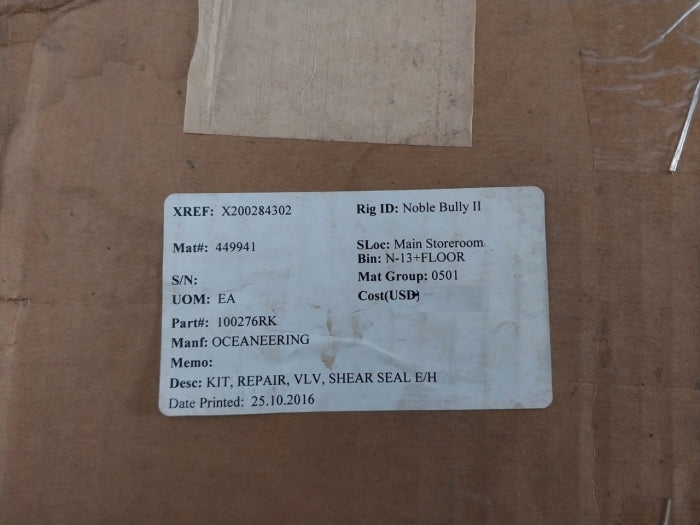 XREF: X200284302 Rig ID: Noble Bully II
Mat#: 449941 SLoc: Main Storeroom
Bin: N-13+FLOOR
S/N: Mat Group: 0501
UOM: EA Cost(USD)
Part#: 100276RK
Manf: OCEANEERING
Memo:
Desc: KIT, REPAIR, VLV, SHEAR SEAL E/H
Date Printed: 25.10.2016